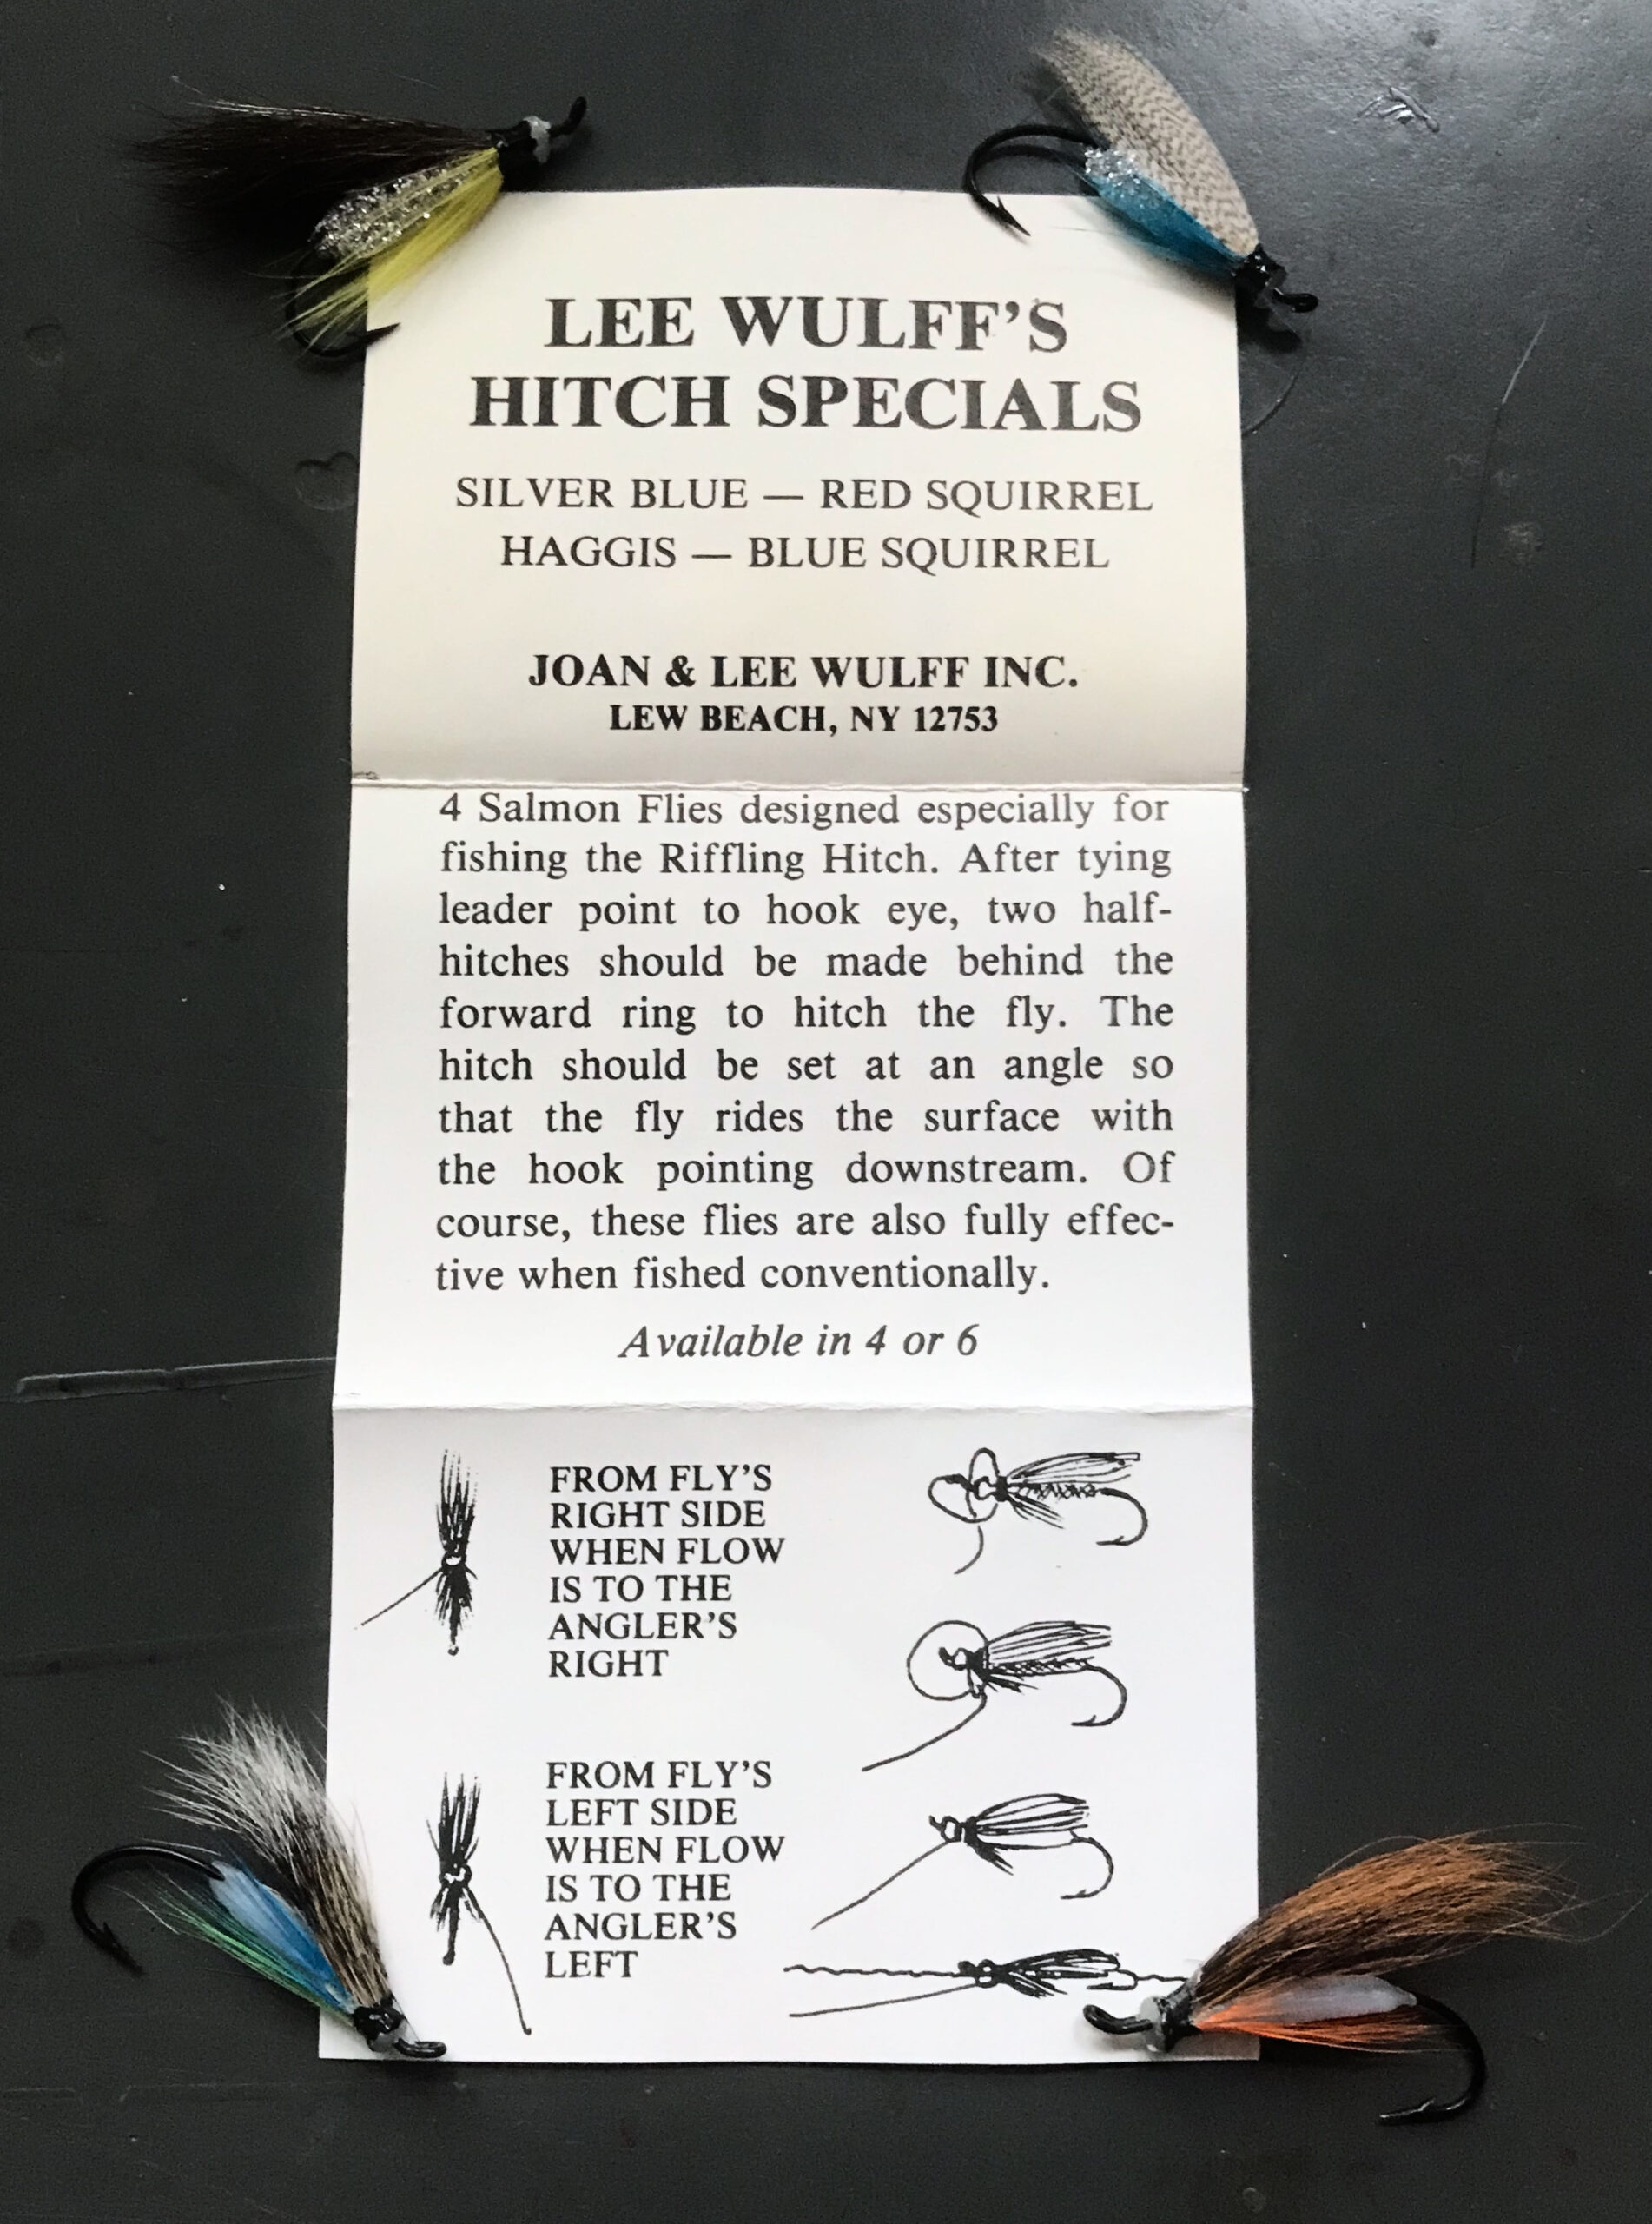 LEE WULFF'S
HITCH SPECIALS
SILVER BLUE — RED SQUIRREL
HAGGIS — BLUE SQUIRREL
JOAN & LEE WULFF INC.
LEW BEACH, NY 12753
4 Salmon Flies designed especially for
fishing the Riffling Hitch. After tying
leader point to hook eye, two half-
hitches should be made behind the
forward ring to hitch the fly. The
hitch should be set at an angle so
that the fly rides the surface with
the hook pointing downstream. Of
course, these flies are also fully effec-
tive when fished conventionally.
Available in 4 or 6
FROM FLY'S
RIGHT SIDE
WHEN FLOW
IS TO THE
ANGLER'S
RIGHT
FROM FLY'S
LEFT SIDE
WHEN FLOW
IS TO THE
ANGLER'S
LEFT